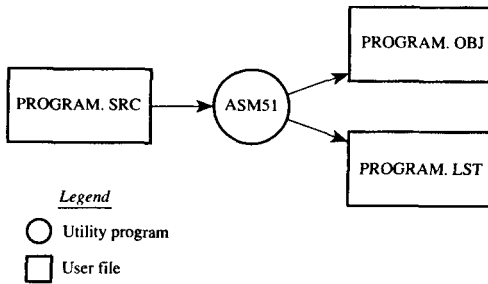 PROGRAM. OBJ
PROGRAM. SRC
ASM51
PROGRAM. LST
Legend
Utility program
User file